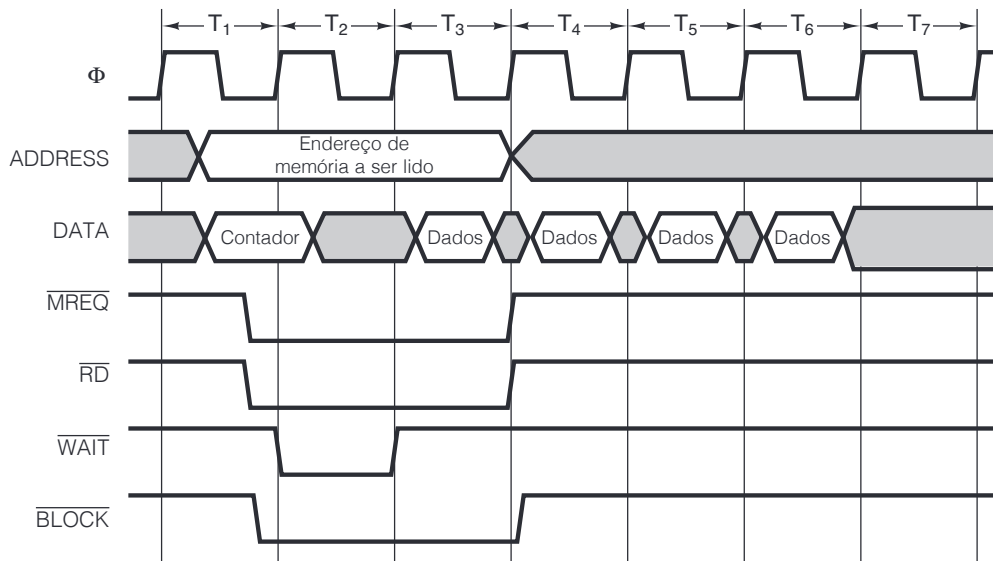 T1 T2 T3 T4 T5 T6 T7
Φ
ADDRESS
Endereço de
memória a ser lido
DATA
Contador Dados Dados Dados Dados
MREQ
RD
WAIT
BLOCK